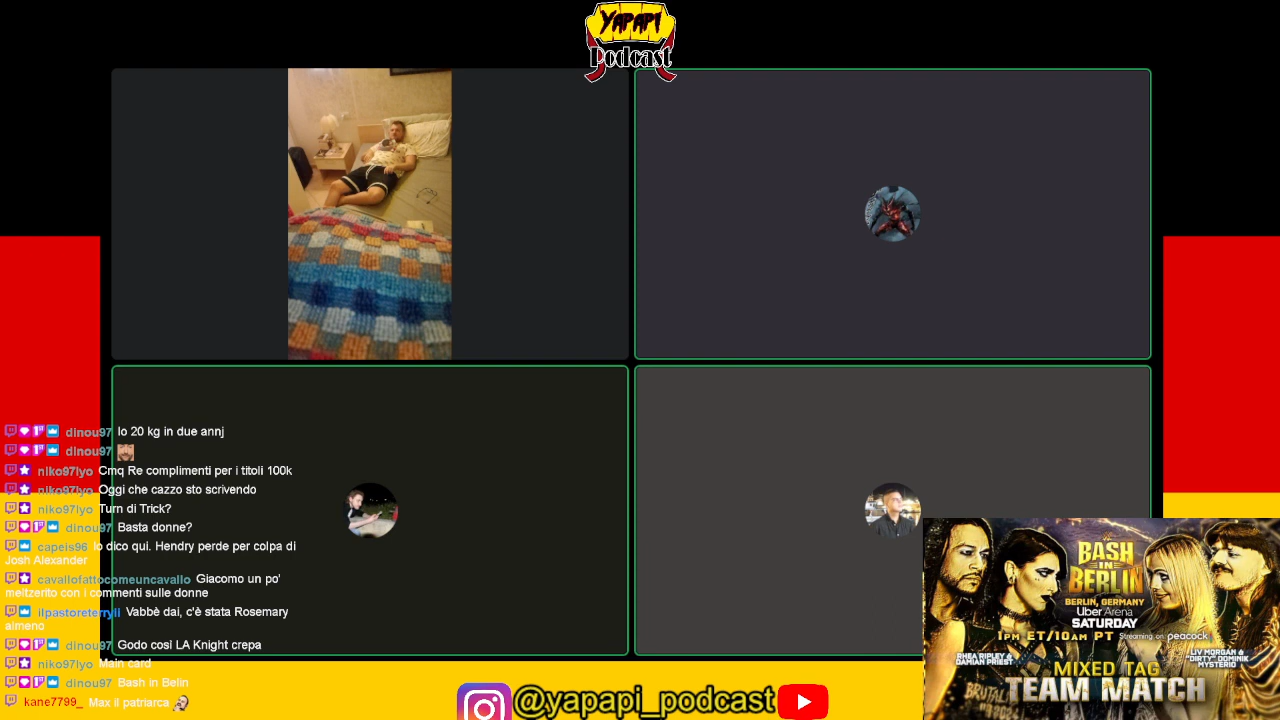 YAPAPI
Podcast
dinou97 Io 20 kg in due annj
dinou97
niko97lyo Cmq Re complimenti per i titoli 100k
niko97lyo Oggi che cazzo sto scrivendo
niko97lyo Turn di Trick?
dinou97 Basta donne?
capeis96 Io dico qui. Hendry perde per colpa di
Josh Alexander
cavallofattocomeuncavallo Giacomo un po'
meltzerito con i commenti sulle donne
ilpastoreterryli Vabbè dai, c'è stata Rosemary
almeno
dinou97 Godo così LA Knight crepa
niko97lyo Main card
dinou97 Bash in Belin
kane7799_ Max il patriarca
BASH
IN
BERLIN
BERLIN, GERMANY
Uber Arena
SATURDAY
1PM ET/10AM PT Streaming on peacock
RHEA RIPLEY &
DAMIAN PRIEST
LIV MORGAN &
"DIRTY" DOMINIK
MYSTERIO
MIXED TAG
TEAM MATCH
@yapapi_podcast